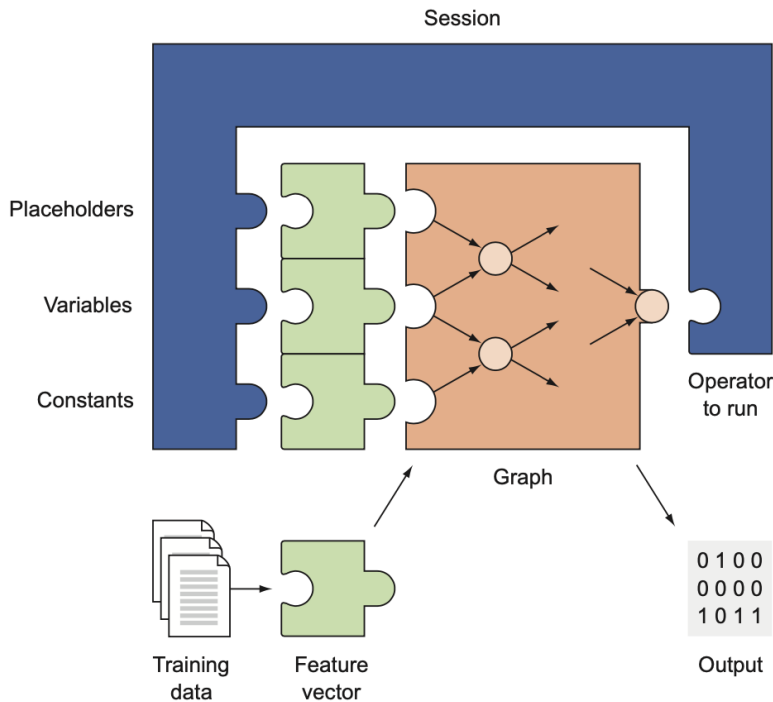 Session
Placeholders
Variables
Constants
Operator
to run
Graph
0 1 0 0
0 0 0 0
1 0 1 1
Training
data
Feature
vector
Output